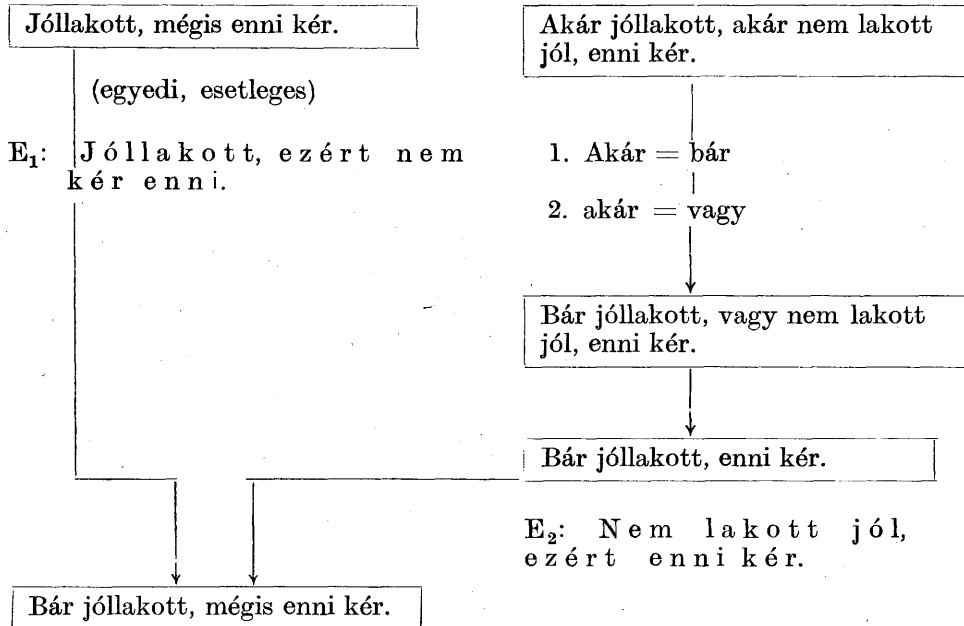 Jóllakott, mégis enni kér.
(egyedi, esetleges)
E₁: Jóllakott, ezért nem
kér enni.
Akár jóllakott, akár nem lakott
jól, enni kér.
1. Akár = bár
2. akár = vagy
Bár jóllakott, vagy nem lakott
jól, enni kér.
Bár jóllakott, enni kér.
E₂: Nem lakott jól,
ezért enni kér.
Bár jóllakott, mégis enni kér.